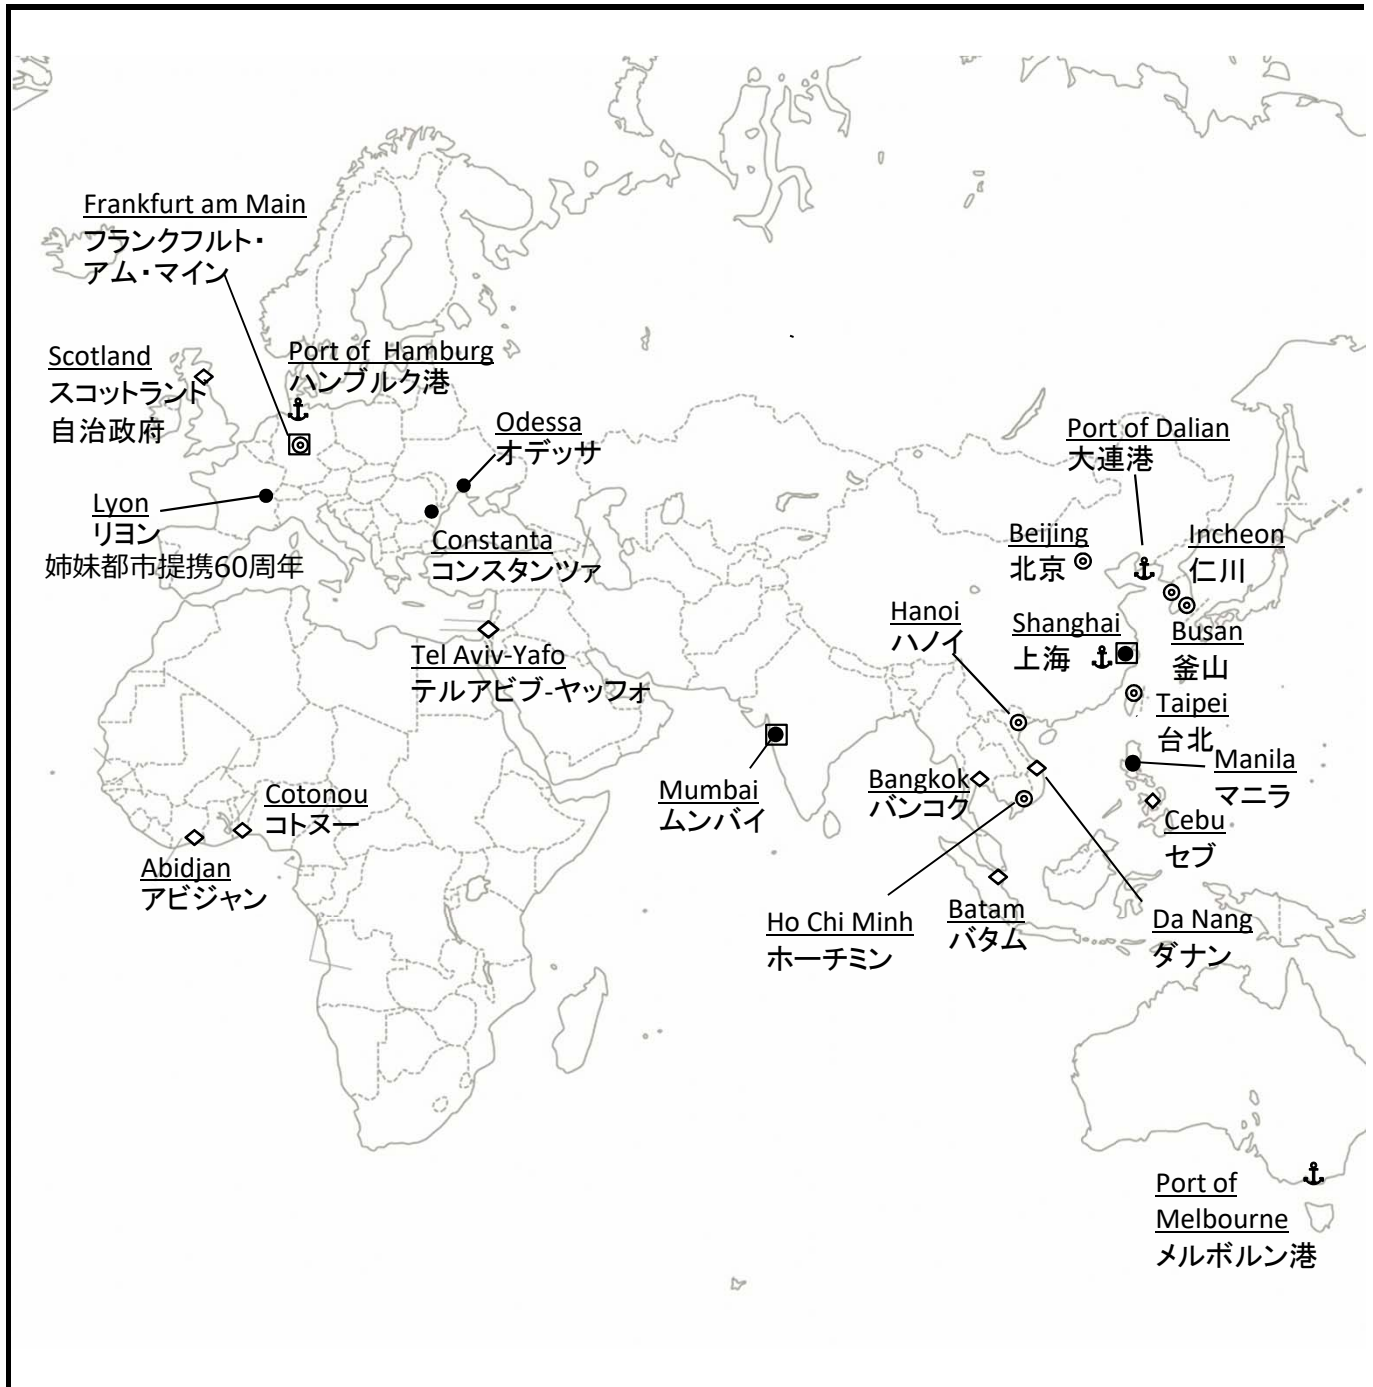 Frankfurt am Main
フランクフルト・
アム・マイン
Scotland
スコットランド
自治政府
Port of Hamburg
ハンブルク港
Odessa
オデッサ
Lyon
リヨン
姉妹都市提携60周年
Constanta
コンスタンツァ
Tel Aviv-Yafo
テルアビブ-ヤッフォ
Cotonou
コトヌー
Abidjan
アビジャン
Mumbai
ムンバイ
Port of Dalian
大連港
Beijing
北京
Incheon
仁川
Hanoi
ハノイ
Shanghai
上海
Busan
釜山
Taipei
台北
Manila
マニラ
Bangkok
バンコク
Cebu
セブ
Ho Chi Minh
ホーチミン
Batam
バタム
Da Nang
ダナン
Port of
Melbourne
メルボルン港